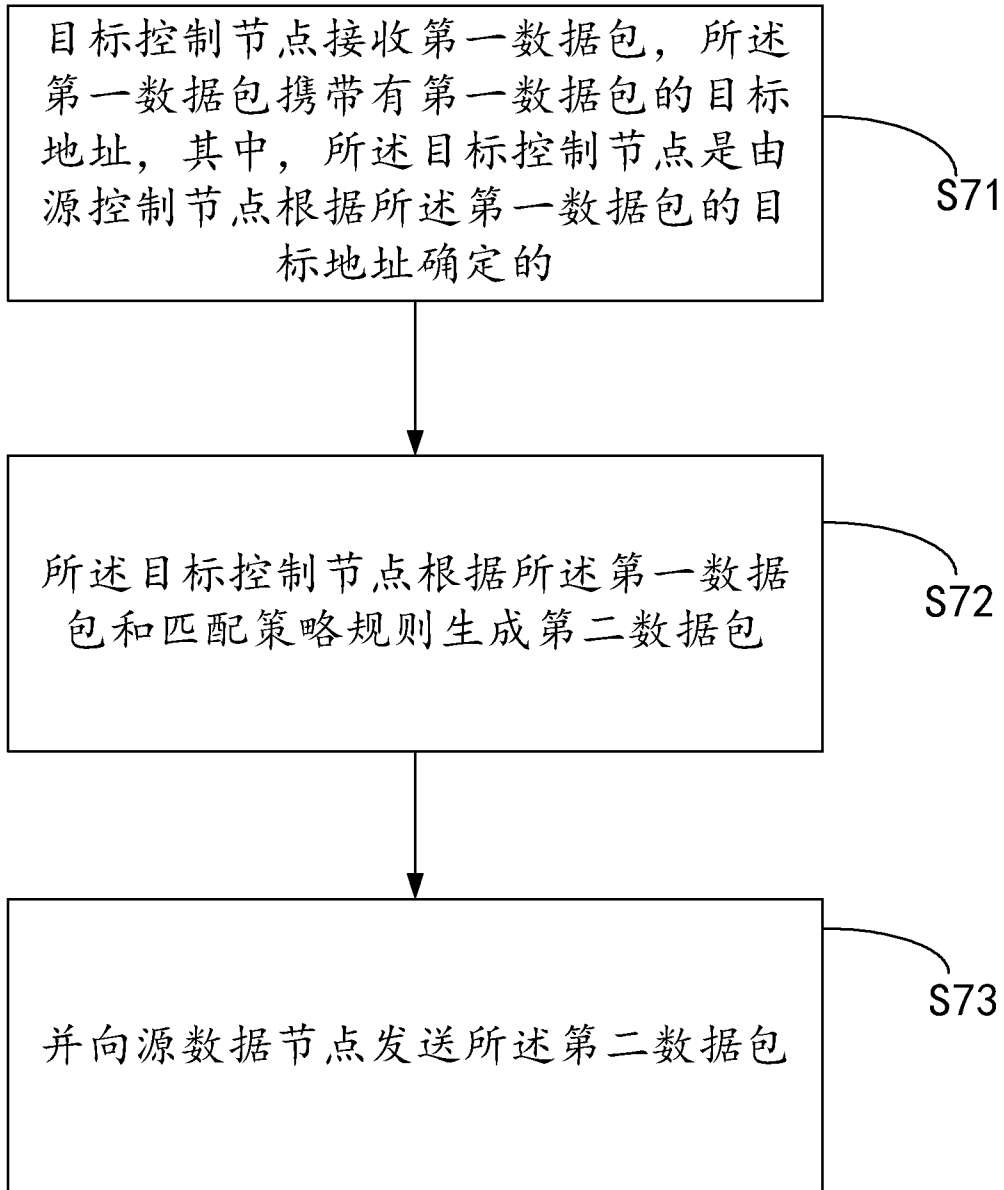 目标控制节点接收第一数据包，所述
第一数据包携带有第一数据包的目标
地址，其中，所述目标控制节点是由
源控制节点根据所述第一数据包的目
标地址确定的
S71
所述目标控制节点根据所述第一数据
包和匹配策略规则生成第二数据包
S72
并向源数据节点发送所述第二数据包
S73